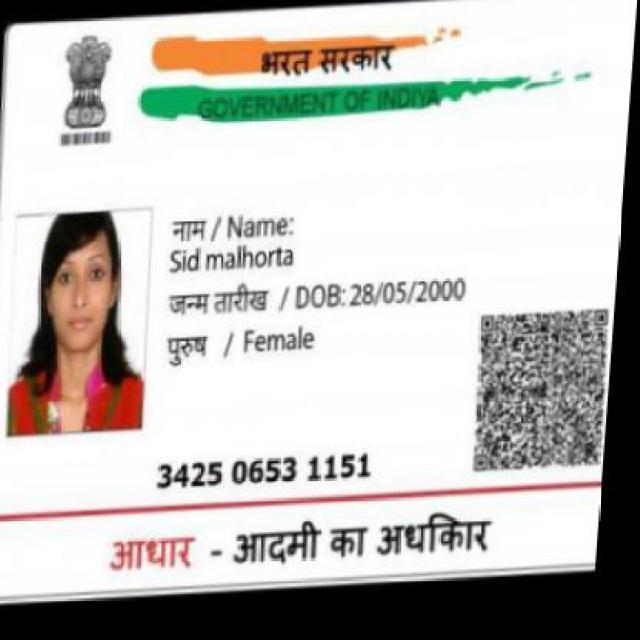 भरत सरकार
GOVERNMENT OF INDIYA
नाम / Name:
Sid malhorta
जन्म तारीख / DOB: 28/05/2000
पुरुष / Female
3425 0653 1151
आधार - आदमी का अधकिार